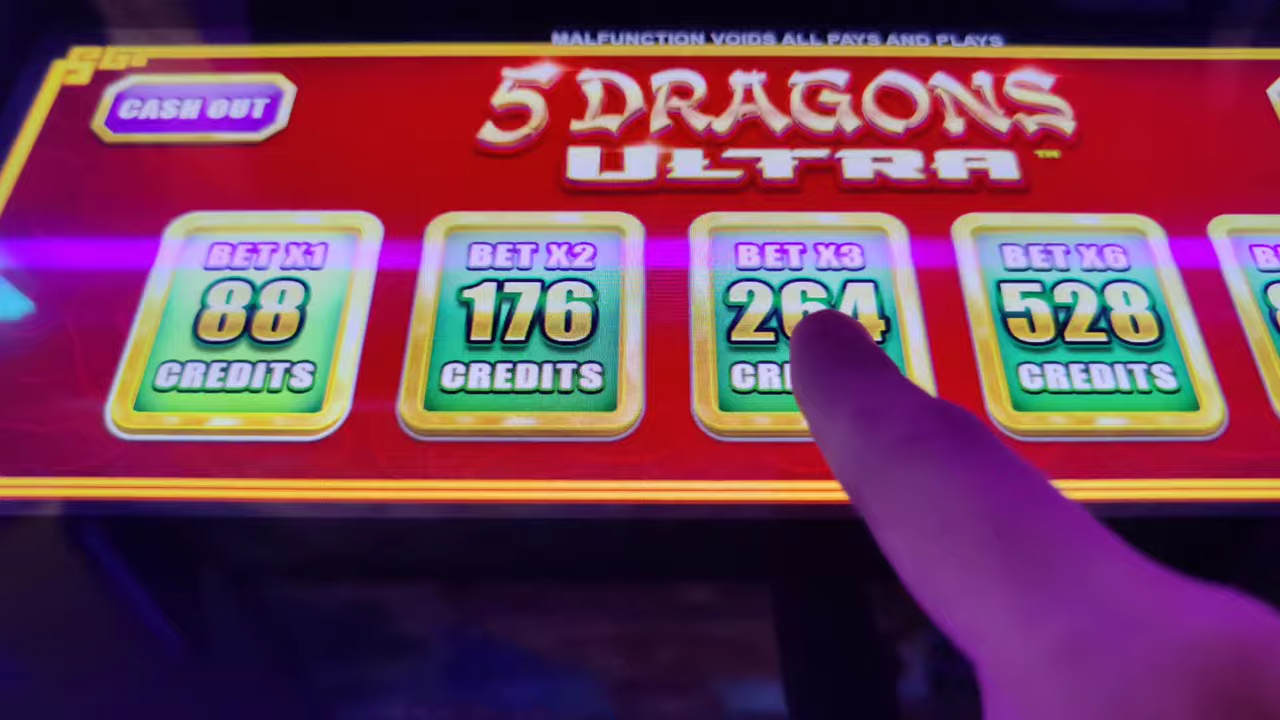 MALFUNCTION VOIDS ALL PAYS AND PLAYS
CASH OUT
5 DRAGONS
ULTRA™
BET X1
88
CREDITS
BET X2
176
CREDITS
BET X3
264
BET X6
528
CREDITS